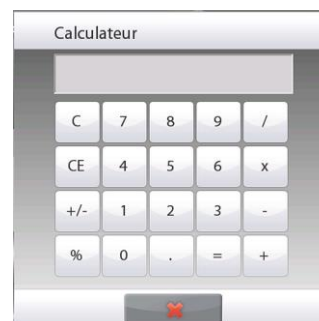 Calculateur
C 7 8 9 /
CE 4 5 6 x
+/- 1 2 3 -
% 0 . = +